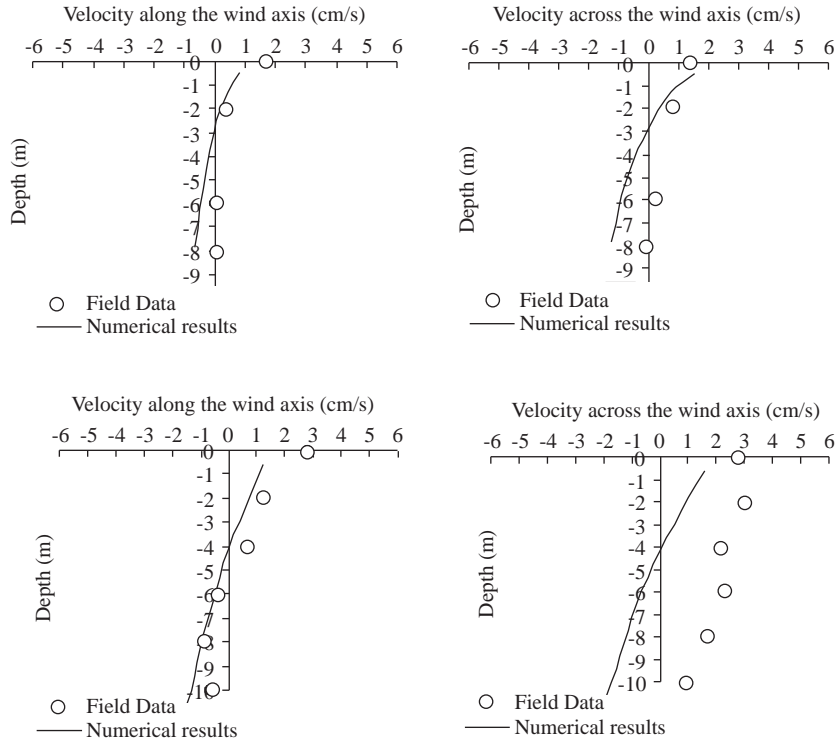 Velocity along the wind axis (cm/s)
-6 -5 -4 -3 -2 -1 0 1 2 3 4 5 6
0
-1
-2
-3
-4
-5
-6
-7
-8
-9
Depth (m)
Field Data
Numerical results
Velocity across the wind axis (cm/s)
-6 -5 -4 -3 -2 -1 0 1 2 3 4 5 6
0
-1
-2
-3
-4
-5
-6
-7
-8
-9
Depth (m)
Field Data
Numerical results
Velocity along the wind axis (cm/s)
-6 -5 -4 -3 -2 -1 0 1 2 3 4 5 6
0
-1
-2
-3
-4
-5
-6
-7
-8
-9
-10
Depth (m)
Field Data
Numerical results
Velocity across the wind axis (cm/s)
-6 -5 -4 -3 -2 -1 0 1 2 3 4 5 6
0
-1
-2
-3
-4
-5
-6
-7
-8
-9
-10
Depth (m)
Field Data
Numerical results